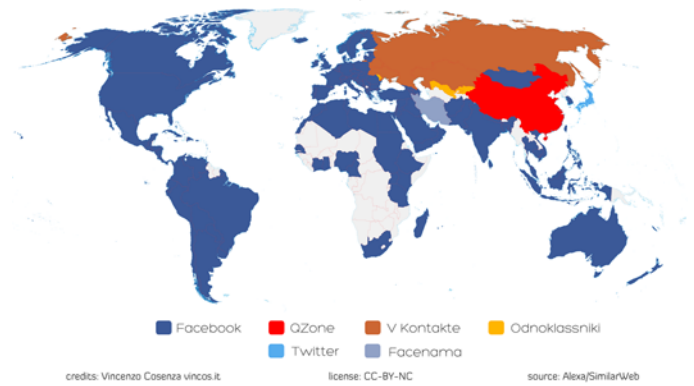 Facebook QZone V Kontakte Odnoklassniki
Twitter Facenama
credits: Vincenzo Cosenza vincos.it license: CC-BY-NC source: Alexa/SimilarWeb